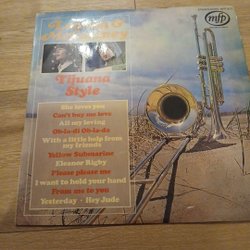 mfp
Tijuana
Style
She loves you
Can't buy me love
All my loving
Ob-la-di Ob-la-da
With a little help from
my friends
Yellow Submarine
Eleanor Rigby
Please please me
I want to hold your hand
From me to you
Yesterday - Hey Jude